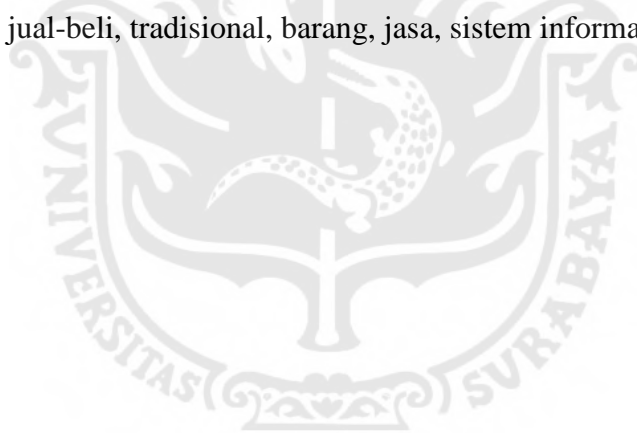 jual-beli, tradisional, barang, jasa, sistem informa
UNIVERSITAS SURABAYA